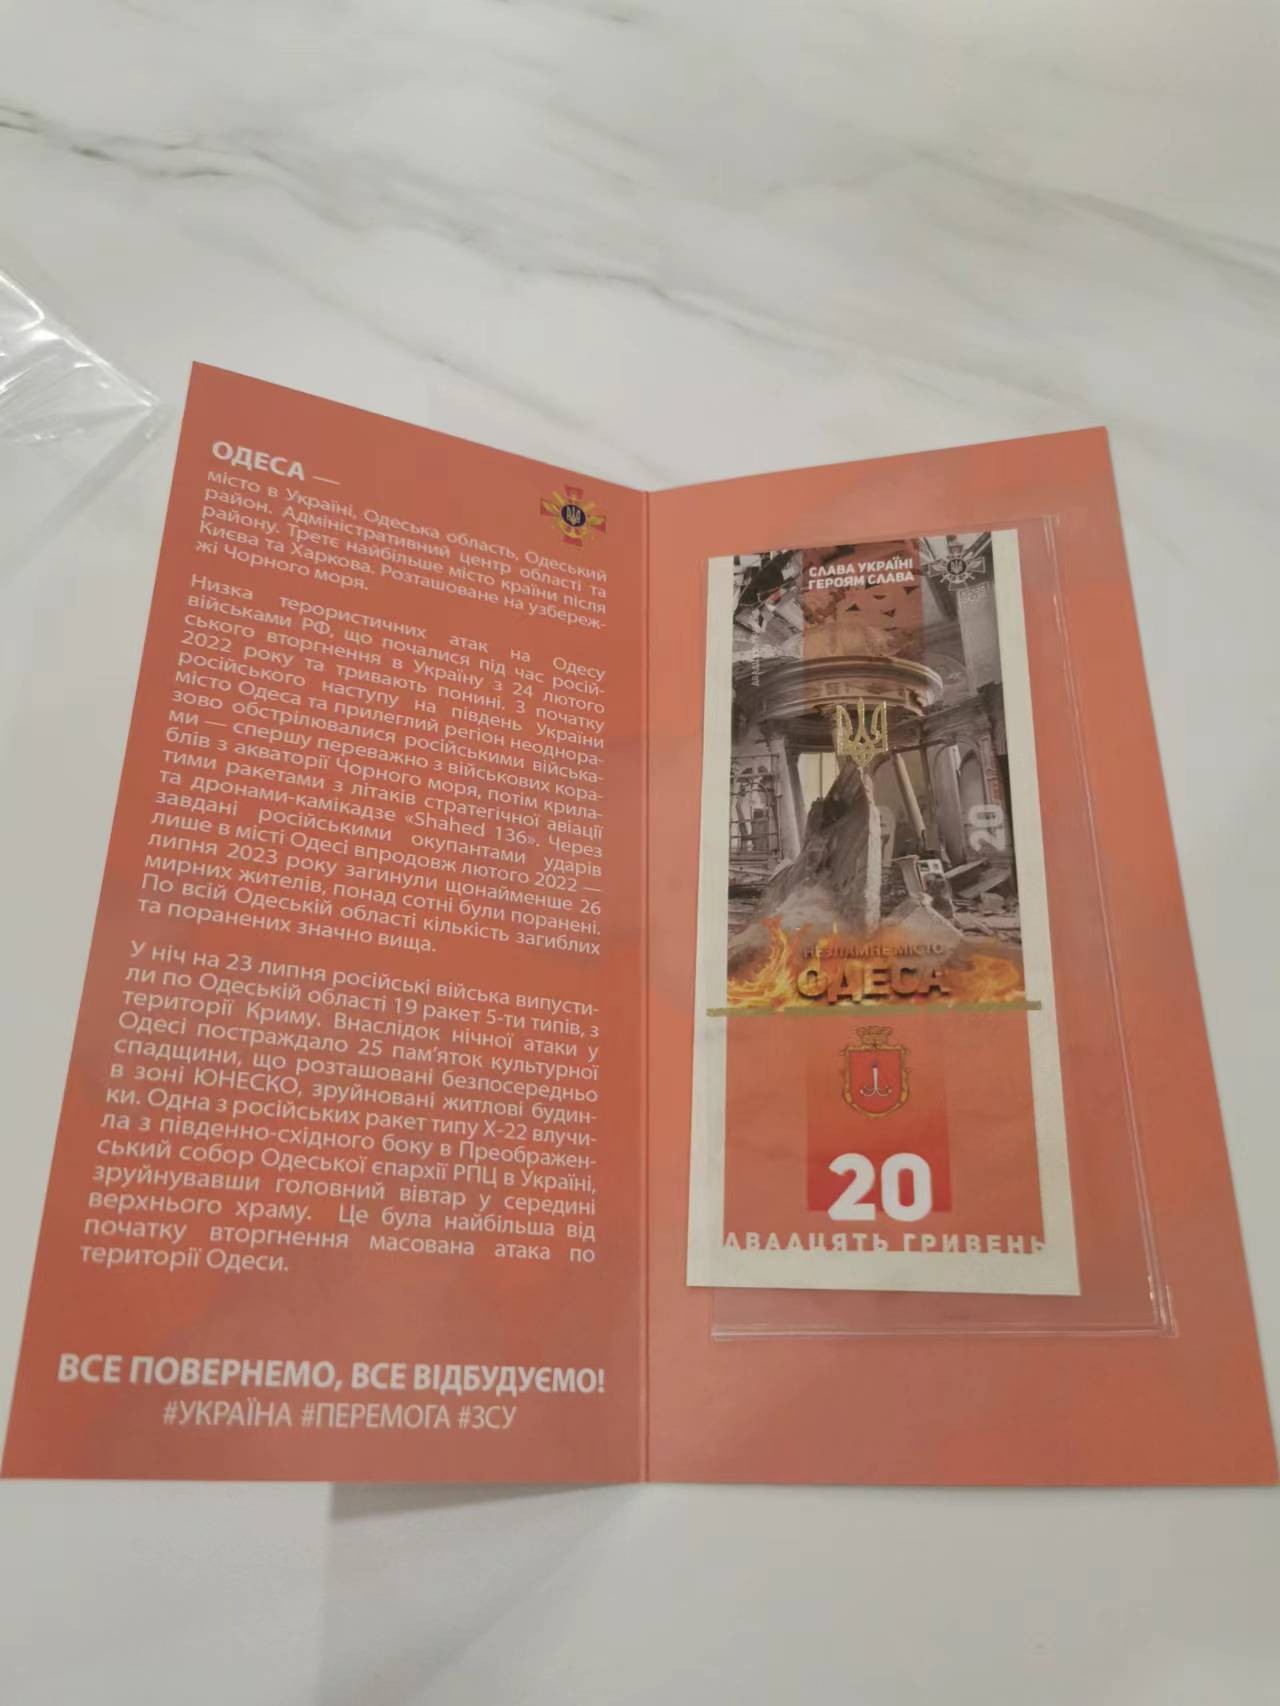 ОДЕСА —
місто в Україні, Одеська область, Одеський
район. Адміністративний центр області та
району. Третє найбільше місто країни після
Києва та Харкова. Розташоване на узбереж-
жі Чорного моря.
Низка терористичних атак на Одесу
військами РФ, що почалися під час росій-
ського вторгнення в Україну з 24 лютого
2022 року та тривають понині. З початку
російського наступу на південь України
місто Одеса та прилеглий регіон неоднора-
зово обстрілювалися російськими військa-
ми — спершу переважно з військових кора-
блів з акваторії Чорного моря, потім крила-
тими ракетами з літаків стратегічної авіації
та дронами-камікадзе «Shahed 136». Через
завдані російськими окупантами ударів
лише в місті Одесі впродовж лютого 2022 —
липня 2023 року загинули щонайменше 26
мирних жителів, понад сотні були поранені.
По всій Одеській області кількість загиблих
та поранених значно вища.
У ніч на 23 липня російські війська випусти-
ли по Одеській області 19 ракет 5-ти типів, з
території Криму. Внаслідок нічної атаки у
Одесі постраждало 25 пам'яток культурної
спадщини, що розташовані безпосередньо
в зоні ЮНЕСКО, зруйновані житлові будин-
ки. Одна з російських ракет типу Х-22 влучи-
ла з південно-східного боку в Преображен-
ський собор Одеської єпархії РПЦ в Україні,
зруйнувавши головний вівтар у середині
верхнього храму. Це була найбільша від
початку вторгнення масована атака по
території Одеси.
ВСЕ ПОВЕРНЕМО, ВСЕ ВІДБУДУЄМО!
#УКРАЇНА #ПЕРЕМОГА #ЗСУ
СЛАВА УКРАЇНІ
ГЕРОЯМ СЛАВА
20
НЕЗЛАМНЕ МІСТО
ОДЕСА
20
ДВАДЦЯТЬ ГРИВЕНЬ